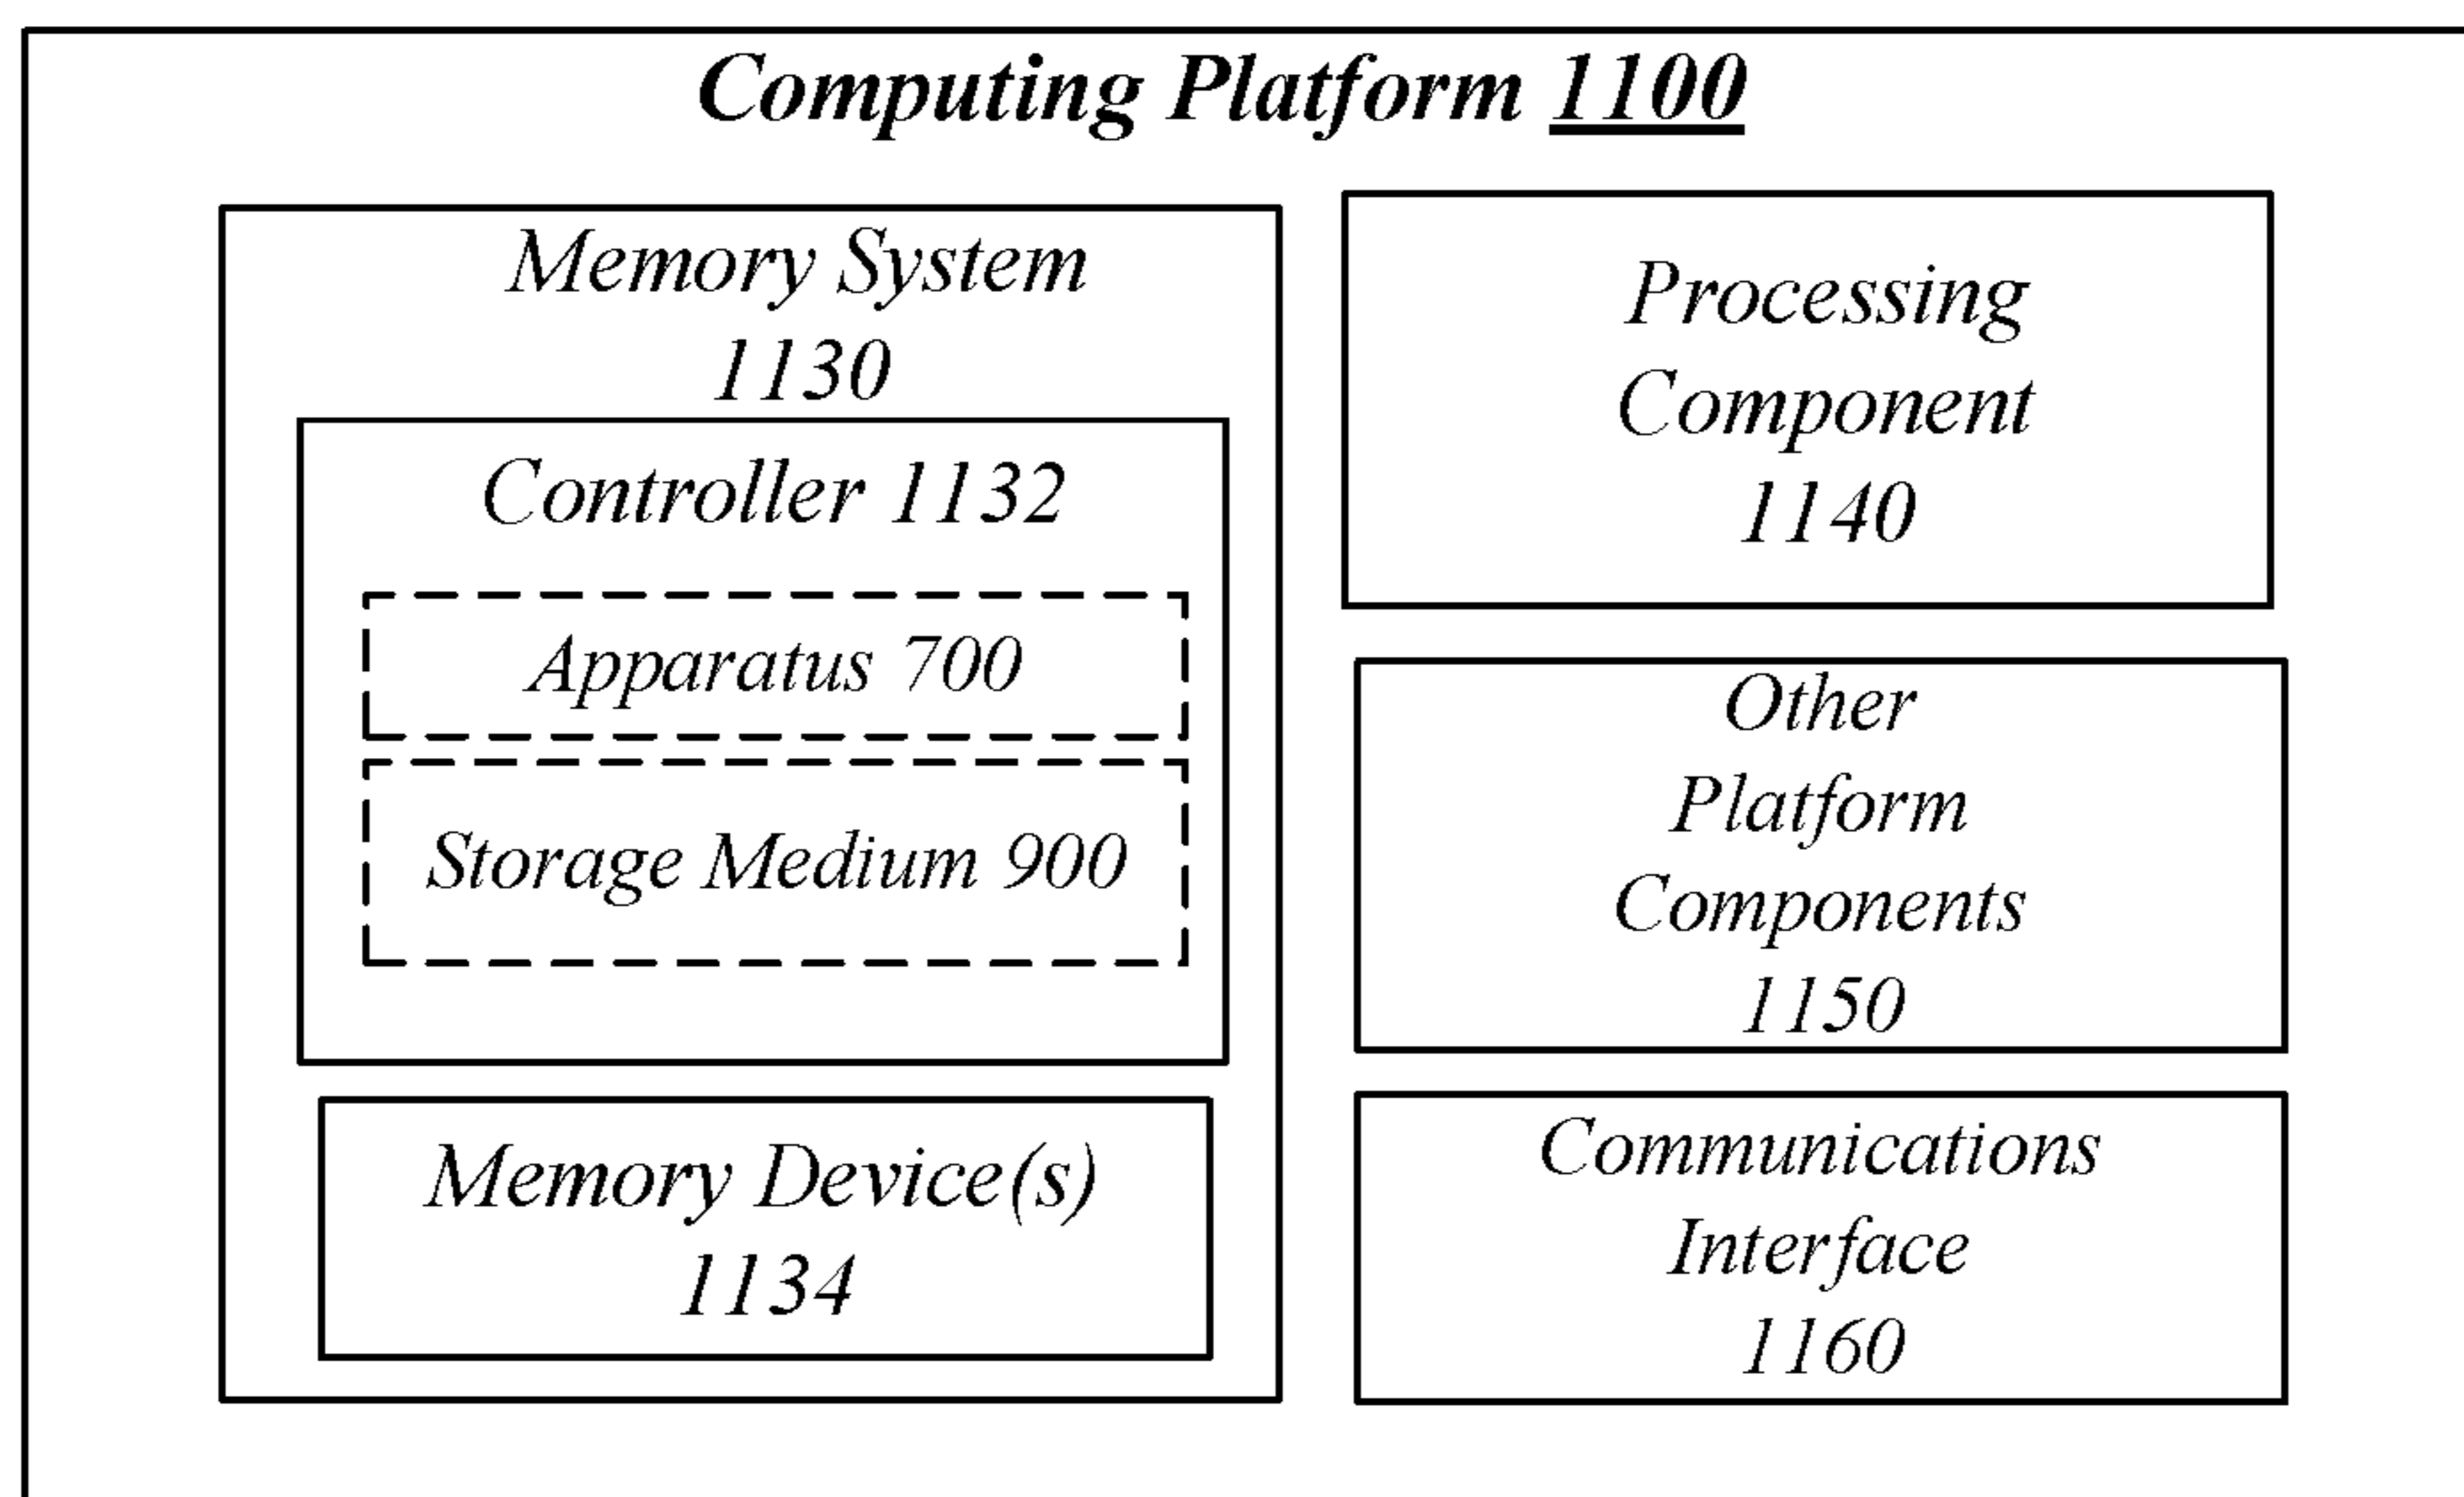 Computing Platform 1100
Memory System
1130
Controller 1132
Apparatus 700
Storage Medium 900
Memory Device(s)
1134
Processing
Component
1140
Other
Platform
Components
1150
Communications
Interface
1160